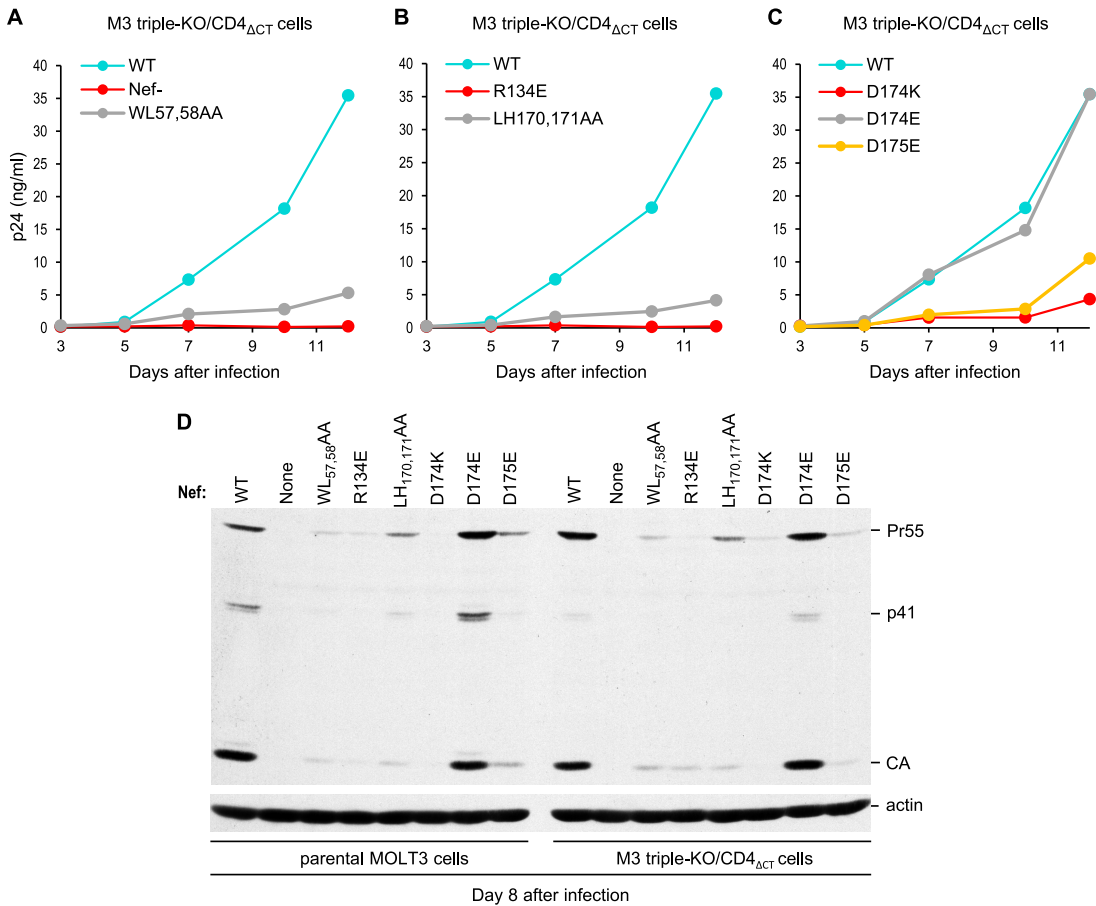 A
M3 triple-KO/CD4ΔCT cells
WT
Nef-
WL57,58AA
p24 (ng/ml)
40
35
30
25
20
15
10
5
0
3 5 7 9 11
Days after infection
B
M3 triple-KO/CD4ΔCT cells
WT
R134E
LH170,171AA
40
35
30
25
20
15
10
5
0
3 5 7 9 11
Days after infection
C
M3 triple-KO/CD4ΔCT cells
WT
D174K
D174E
D175E
40
35
30
25
20
15
10
5
0
3 5 7 9 11
Days after infection
D
Nef:
WT
None
WL57,58AA
R134E
LH170,171AA
D174K
D174E
D175E
WT
None
WL57,58AA
R134E
LH170,171AA
D174K
D174E
D175E
Pr55
p41
CA
actin
parental MOLT3 cells
M3 triple-KO/CD4ΔCT cells
Day 8 after infection